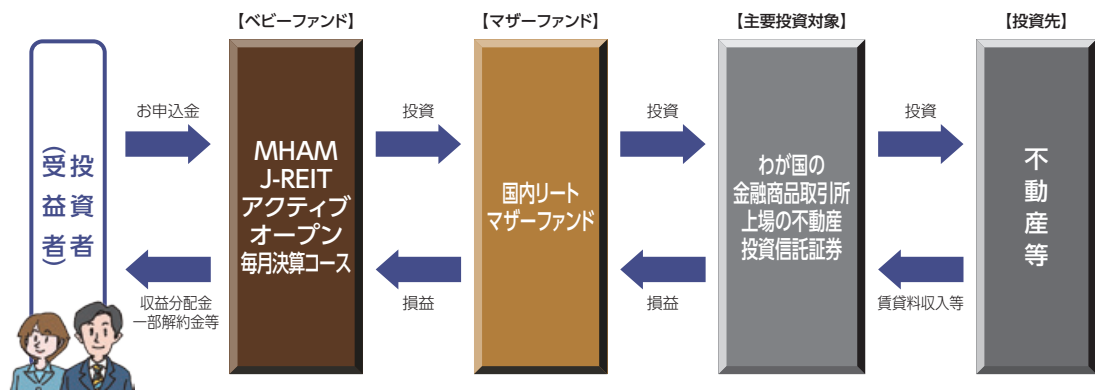 【ベビーファンド】
【マザーファンド】
【主要投資対象】
【投資先】
投資者
(受益者)
お申込金
収益分配金
一部解約金等
MHAM
J-REIT
アクティブ
オープン
毎月決算コース
投資
損益
国内リート
マザーファンド
投資
損益
わが国の
金融商品取引所
上場の不動産
投資信託証券
投資
賃貸料収入等
不動産等